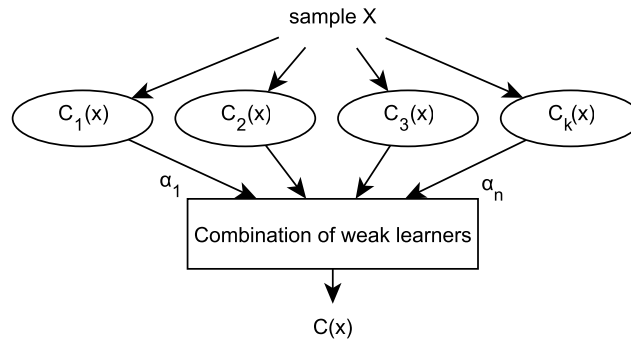 sample X
C₁(x)
C₂(x)
C₃(x)
Cₖ(x)
α₁
αₙ
Combination of weak learners
C(x)